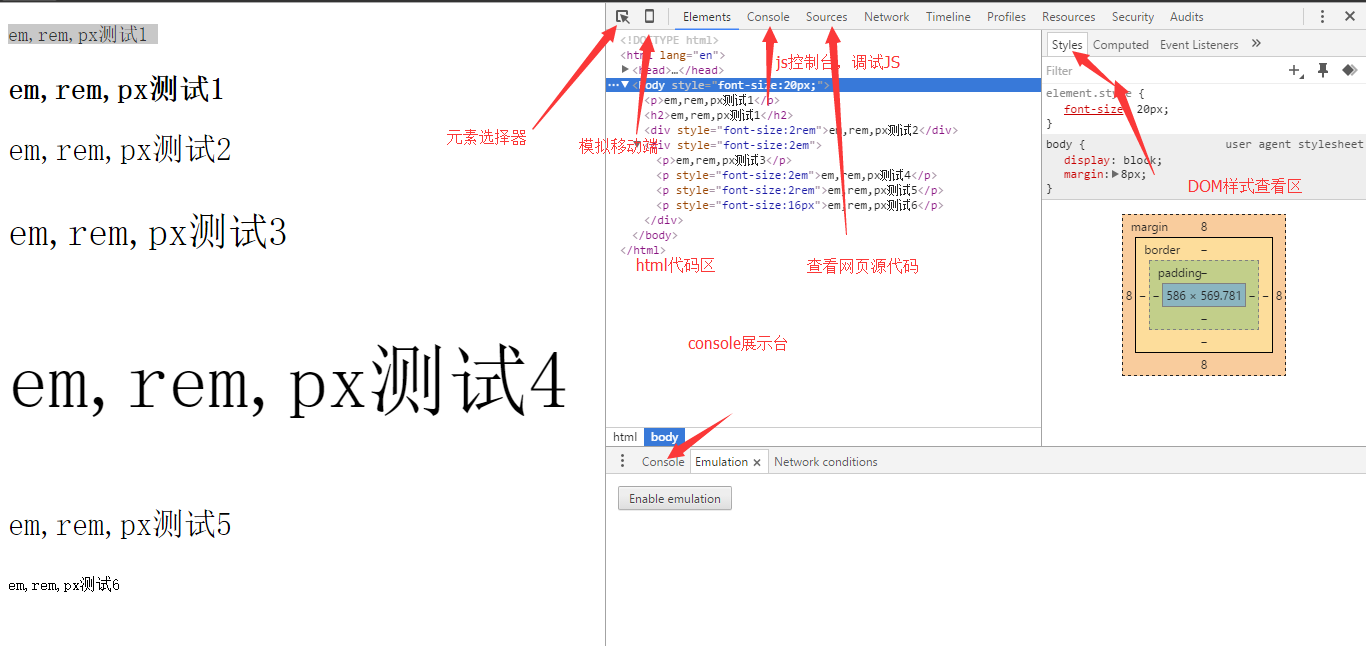 em,rem,px测试1
em,rem,px测试1
em,rem,px测试2
em,rem,px测试3
em,rem,px测试4
em,rem,px测试5
em,rem,px测试6
元素选择器
模拟移动端
Elements Console Sources Network Timeline Profiles Resources Security Audits
<!DOCTYPE html>
<html lang="en">
<head>…</head>
<body style="font-size:20px;">
<p>em,rem,px测试1</p>
<h2>em,rem,px测试1</h2>
<div style="font-size:2rem">em,rem,px测试2</div>
<div style="font-size:2em">
<p>em,rem,px测试3</p>
<p style="font-size:2em">em,rem,px测试4</p>
<p style="font-size:2rem">em,rem,px测试5</p>
<p style="font-size:16px">em,rem,px测试6</p>
</div>
</body>
</html>
js控制台，调试JS
html代码区
查看网页源代码
console展示台
html body
Console Emulation Network conditions
Enable emulation
Styles Computed Event Listeners
Filter
element.style {
font-size: 20px;
}
body { user agent stylesheet
display: block;
margin: 8px;
}
DOM样式查看区
margin 8
border –
padding–
8 – – 586 × 569.781 – – 8
–
–
8